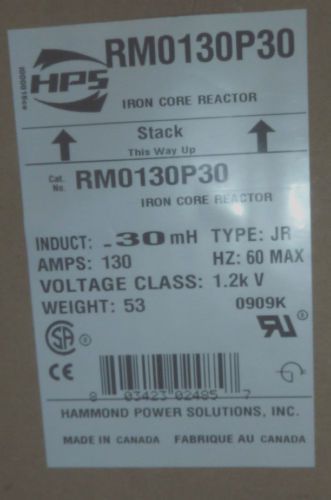 HPS
RM0130P30
IRON CORE REACTOR
Stack
This Way Up
Cat. No. RM0130P30
IRON CORE REACTOR
INDUCT: .30 mH TYPE: JR
AMPS: 130 HZ: 60 MAX
VOLTAGE CLASS: 1.2k V
WEIGHT: 53 0909K
8 03423 02485 7
HAMMOND POWER SOLUTIONS, INC.
MADE IN CANADA FABRIQUÉ AU CANADA